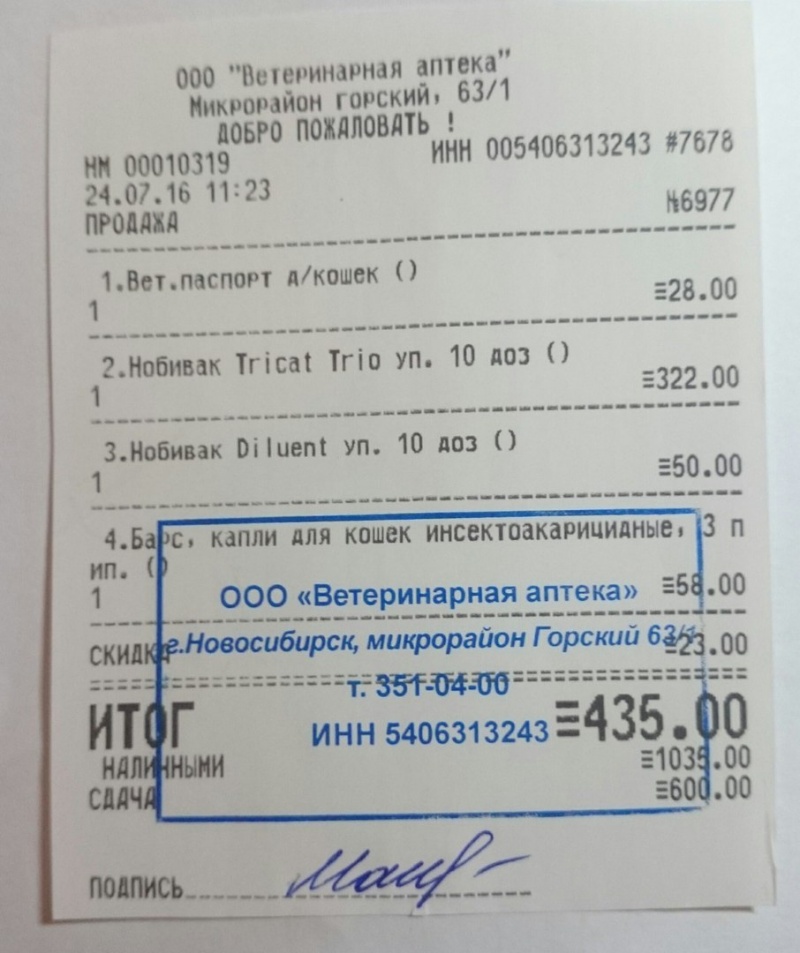 ООО "Ветеринарная аптека"
Микрорайон горский, 63/1
ДОБРО ПОЖАЛОВАТЬ !
НМ 00010319 ИНН 005406313243 #7678
24.07.16 11:23
ПРОДАЖА №6977
1.Вет.паспорт д/кошек ()
1 ≡28.00
2.Нобивак Tricat Trio уп. 10 доз ()
1 ≡322.00
3.Нобивак Diluent уп. 10 доз ()
1 ≡50.00
4.Барс, капли для кошек инсектоакарицидные, 3 п
ип. ()
1 ≡58.00
СКИДКА ≡23.00
ИТОГ ≡435.00
НАЛИЧНЫМИ ≡1035.00
СДАЧА ≡600.00
ООО «Ветеринарная аптека»
г.Новосибирск, микрорайон Горский 63/1
т. 351-04-00
ИНН 5406313243
ПОДПИСЬ